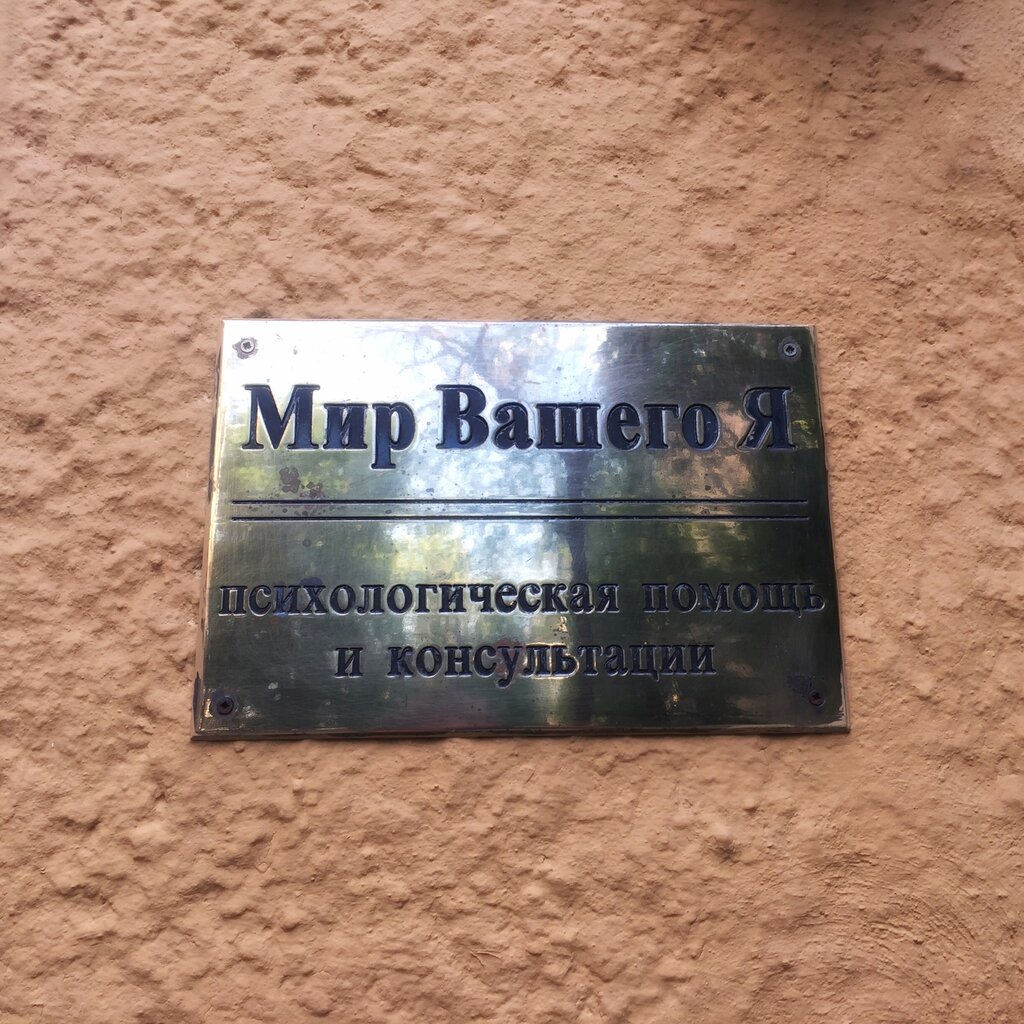 Мир Вашего Я
психологическая помощь
и консультации